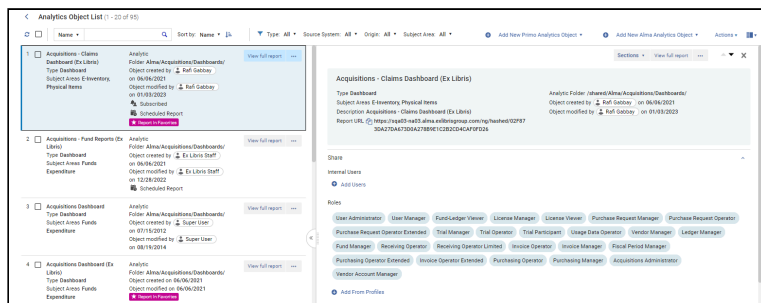 Analytics Object List (1 - 20 of 95)
Name
Sort by: Name
Type: All Source System: All Origin: All Subject Area: All
Add New Primo Analytics Object
Add New Alma Analytics Object
Actions
1 Acquisitions - Claims Dashboard (Ex Libris)
Type Dashboard
Subject Areas E-Inventory, Physical Items
Analytic
Folder Alma/Acquisitions/Dashboards/
Object created by Rafi Gabbay
on 06/06/2021
Object modified by Rafi Gabbay
on 01/03/2023
Subscribed
Scheduled Report
Report In Favorites
View full report
2 Acquisitions - Fund Reports (Ex Libris)
Type Dashboard
Subject Areas Funds Expenditure
Analytic
Folder Alma/Acquisitions/Dashboards/
Object created by Ex Libris Staff
on 06/06/2021
Object modified by Ex Libris Staff
on 12/28/2022
Scheduled Report
View full report
3 Acquisitions Dashboard
Type Dashboard
Subject Areas Funds Expenditure
Analytic
Folder Alma/Acquisitions/Dashboards/
Object created by Super User
on 07/15/2012
Object modified by Super User
on 08/19/2014
View full report
4 Acquisitions Dashboard (Ex Libris)
Type Dashboard
Subject Areas Funds Expenditure
Analytic
Folder Alma/Acquisitions/Dashboards/
Object created on 06/06/2021
Object modified on 06/06/2021
Report In Favorites
View full report
Sections View full report
Acquisitions - Claims Dashboard (Ex Libris)
Type Dashboard
Subject Areas E-Inventory, Physical Items
Description Acquisitions - Claims Dashboard (Ex Libris)
Analytic Folder /shared/Alma/Acquisitions/Dashboards/
Object created by Rafi Gabbay on 06/06/2021
Object modified by Rafi Gabbay on 01/03/2023
Share
Internal Users
Add Users
Roles
User Administrator User Manager Fund-Ledger Viewer License Manager License Viewer Purchase Request Manager Purchase Request Operator
Purchase Request Operator Extended Trial Manager Trial Operator Trial Participant Usage Data Operator Vendor Manager Ledger Manager
Fund Manager Receiving Operator Receiving Operator Limited Invoice Operator Invoice Manager Fiscal Period Manager
Purchasing Operator Extended Invoice Operator Extended Purchasing Operator Purchasing Manager Acquisitions Administrator
Vendor Account Manager
Add From Profiles